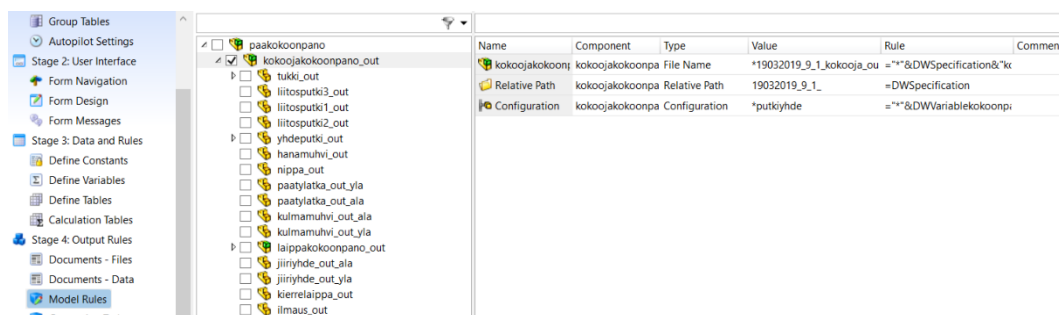 Group Tables
Autopilot Settings
Stage 2: User Interface
Form Navigation
Form Design
Form Messages
Stage 3: Data and Rules
Define Constants
Define Variables
Define Tables
Calculation Tables
Stage 4: Output Rules
Documents - Files
Documents - Data
Model Rules
paakokoonpano
kokoojakokoonpano_out
tukki_out
liitosputki3_out
liitosputki1_out
liitosputki2_out
yhdeputki_out
hanamuhvi_out
nippa_out
paatylatka_out_yla
paatylatka_out_ala
kulmamuhvi_out_ala
kulmamuhvi_out_yla
laippakokoonpano_out
jiiriyhde_out_ala
jiiriyhde_out_yla
kierrelaippa_out
ilmaus_out
Name Component Type Value Rule Commen
kokoojakokoon kokoojakokoonpa File Name *19032019_9_1_kokooja_ou ="*"&DWSpecification&"ko
Relative Path kokoojakokoonpa Relative Path 19032019_9_1_ =DWSpecification
Configuration kokoojakokoonpa Configuration *putkiyhde ="*"&DWVariablekokoonpa